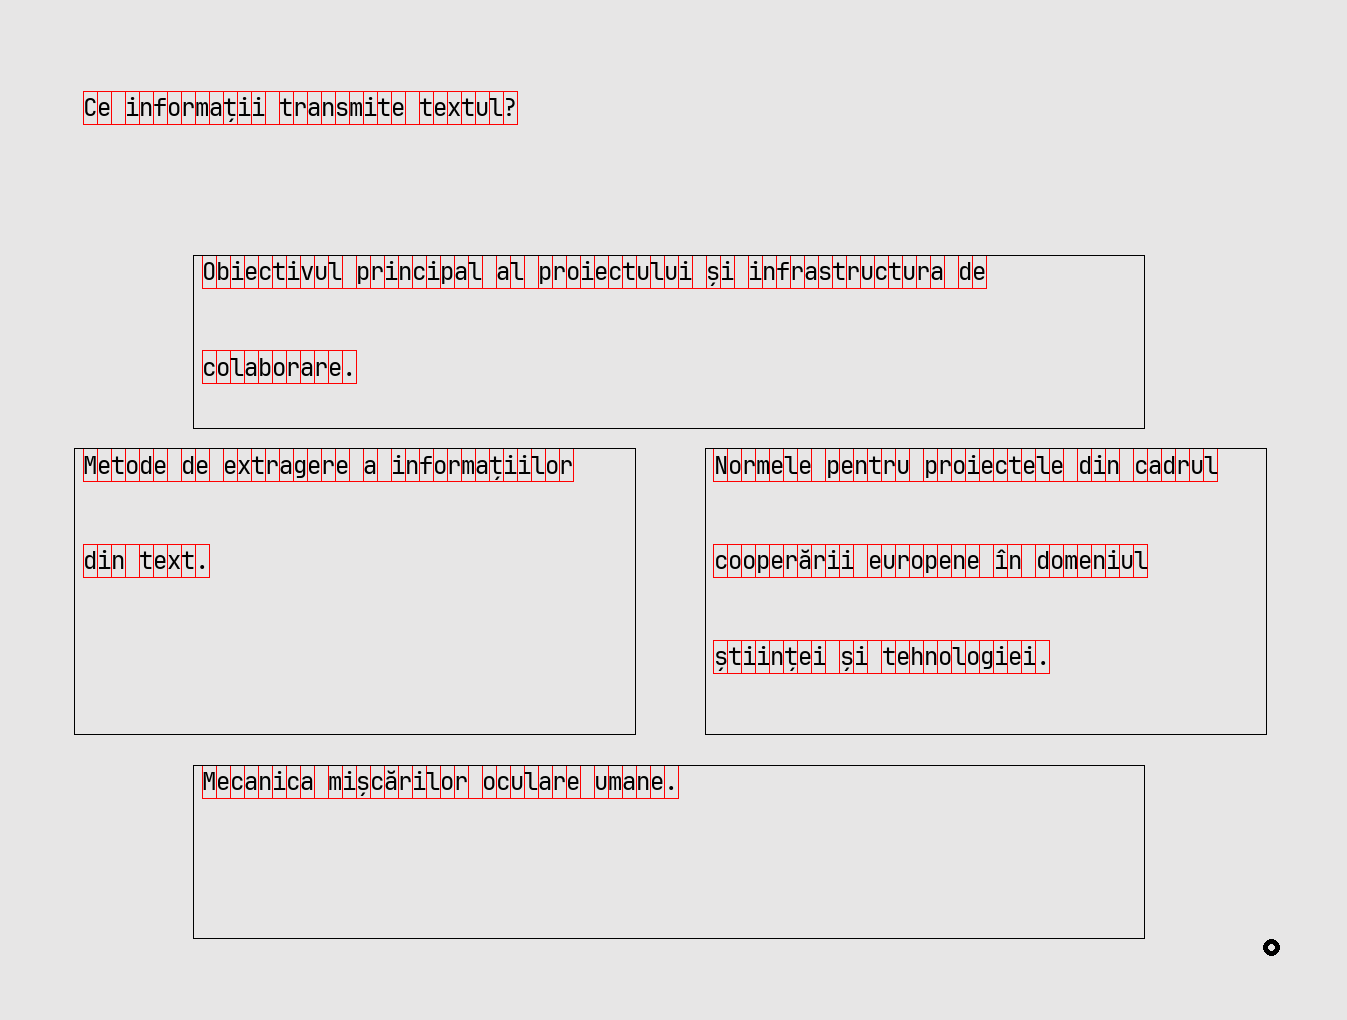 Ce informații transmite textul?
Obiectivul principal al proiectului și infrastructura de
colaborare.
Metode de extragere a informațiilor
din text.
Normele pentru proiectele din cadrul
cooperării europene în domeniul
științei și tehnologiei.
Mecanica mișcărilor oculare umane.